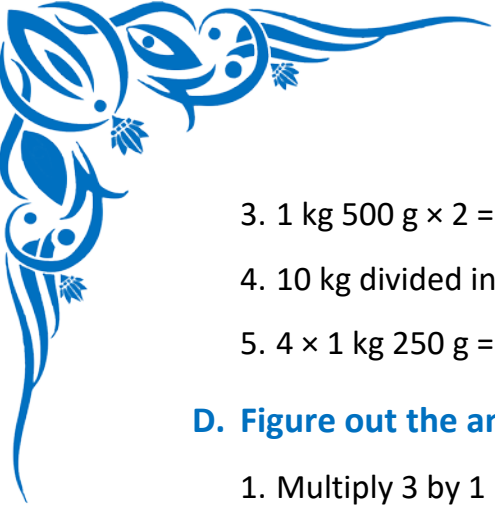 3. 1 kg 500 g × 2 =
4. 10 kg divided in
5. 4 × 1 kg 250 g =
D. Figure out the
1. Multiply 3 by 1